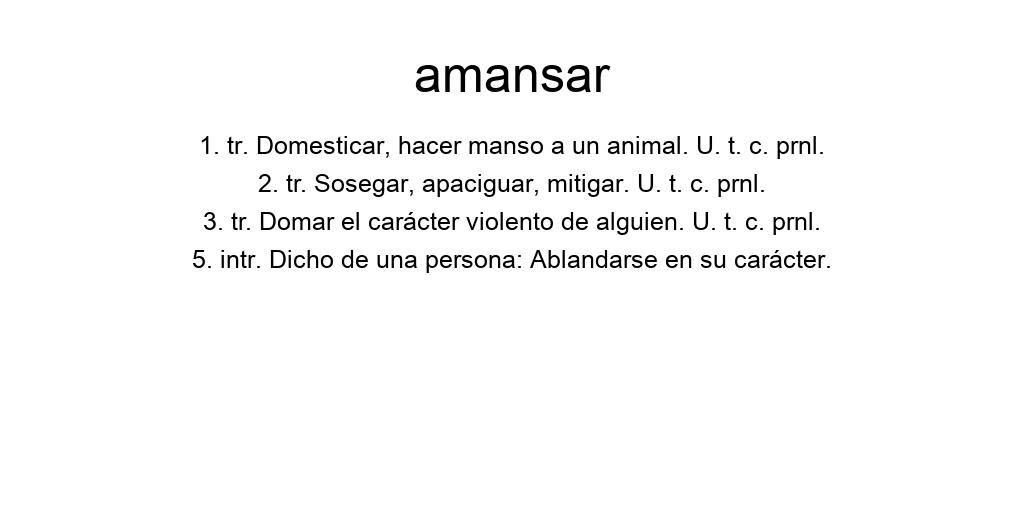 amansar
1. tr. Domesticar, hacer manso a un animal. U. t. c. prnl.
2. tr. Sosegar, apaciguar, mitigar. U. t. c. prnl.
3. tr. Domar el carácter violento de alguien. U. t. c. prnl.
5. intr. Dicho de una persona: Ablandarse en su carácter.